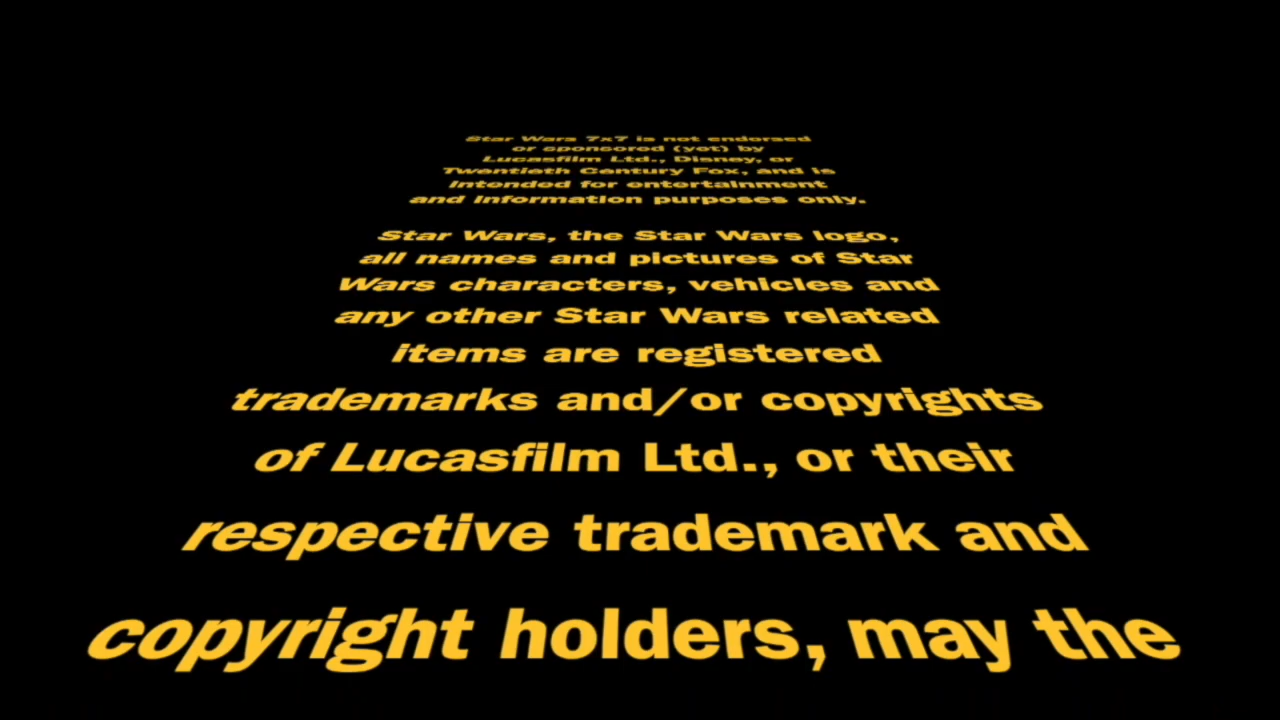 Star Wars 7x7 is not endorsed
or sponsored (yet) by
Lucasfilm Ltd., Disney, or
Twentieth Century Fox, and is
intended for entertainment
and information purposes only.
Star Wars, the Star Wars logo,
all names and pictures of Star
Wars characters, vehicles and
any other Star Wars related
items are registered
trademarks and/or copyrights
of Lucasfilm Ltd., or their
respective trademark and
copyright holders, may the